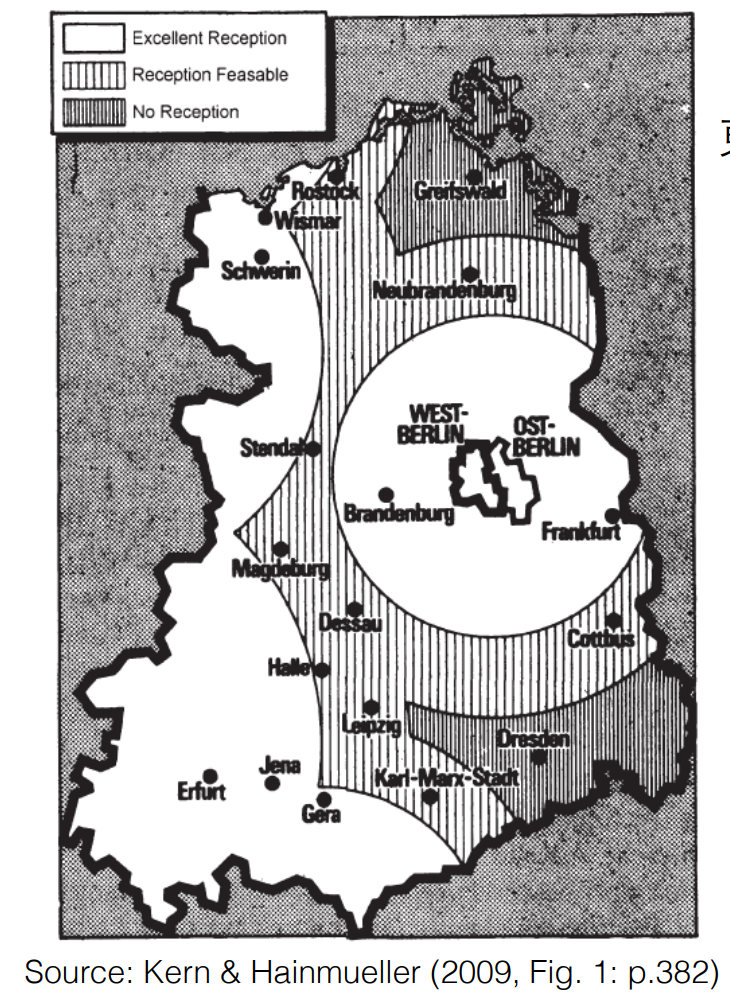 Excellent Reception
Reception Feasable
No Reception
Rostock
Greifswald
Wismar
Schwerin
Neubrandenburg
WEST-
BERLIN
OST-
BERLIN
Stendal
Brandenburg
Frankfurt
Magdeburg
Dessau
Cottbus
Halle
Leipzig
Dresden
Jena
Karl-Marx-Stadt
Erfurt
Gera
Source: Kern & Hainmueller (2009, Fig. 1: p.382)